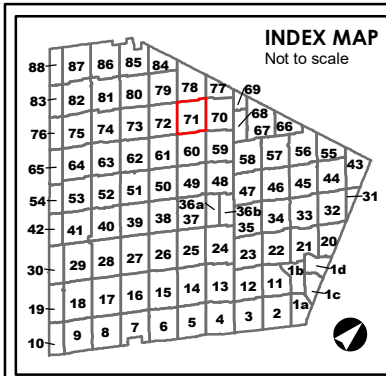 INDEX MAP
Not to scale
88 87 86 85 84
83 82 81 80 79 78 77 69
76 75 74 73 72 71 70 68
67 66
65 64 63 62 61 60 59 58 57 56 55 43
54 53 52 51 50 49 48 47 46 45 44 31
36a 36b
42 41 40 39 38 37 35 34 33 32
30 29 28 27 26 25 24 23 22 21 20
1b 1d
19 18 17 16 15 14 13 12 11 1c
1a
10 9 8 7 6 5 4 3 2